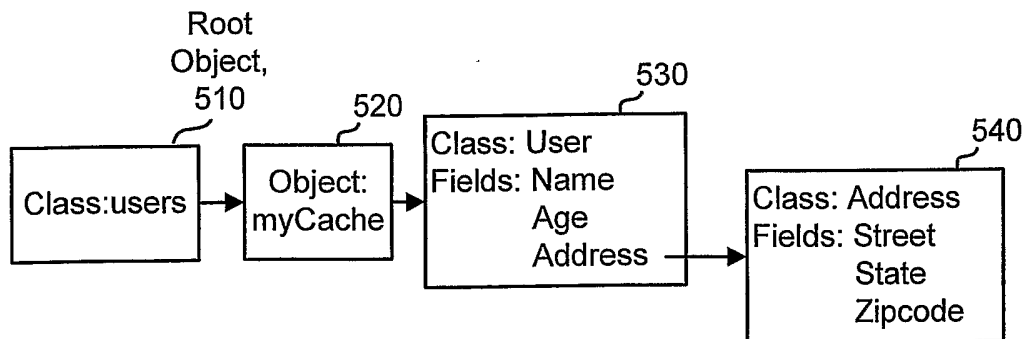 Root
Object,
510
Class:users
520
Object:
myCache
530
Class: User
Fields: Name
Age
Address
540
Class: Address
Fields: Street
State
Zipcode